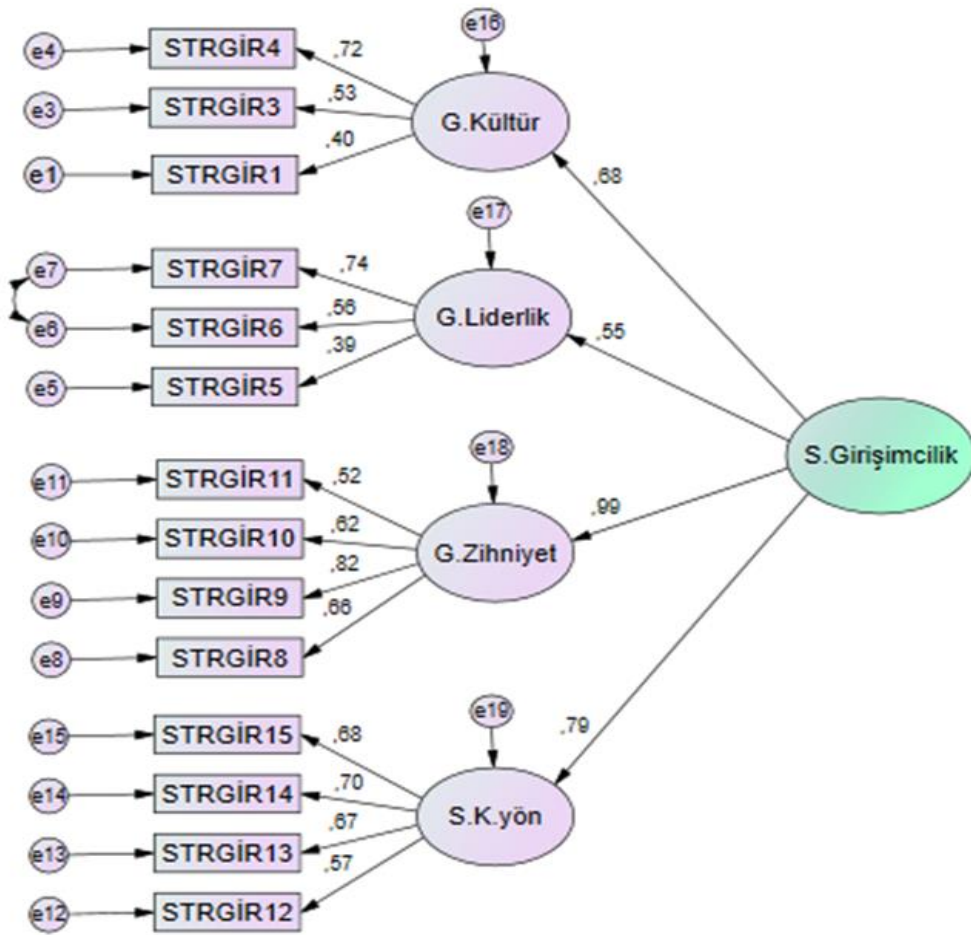 e16
e4 STRGİR4 ,72
e3 STRGİR3 ,53 G.Kültür
e1 STRGİR1 ,40
,68
e17
e7 STRGİR7 ,74
e6 STRGİR6 ,56 G.Liderlik
e5 STRGİR5 ,39
,55
S.Girişimcilik
e18
e11 STRGİR11 ,52
,99
e10 STRGİR10 ,62 G.Zihniyet
e9 STRGİR9 ,82
e8 STRGİR8 ,66
e19
e15 STRGİR15 ,68
,79
e14 STRGİR14 ,70 S.K.yön
e13 STRGİR13 ,67
e12 STRGİR12 ,57